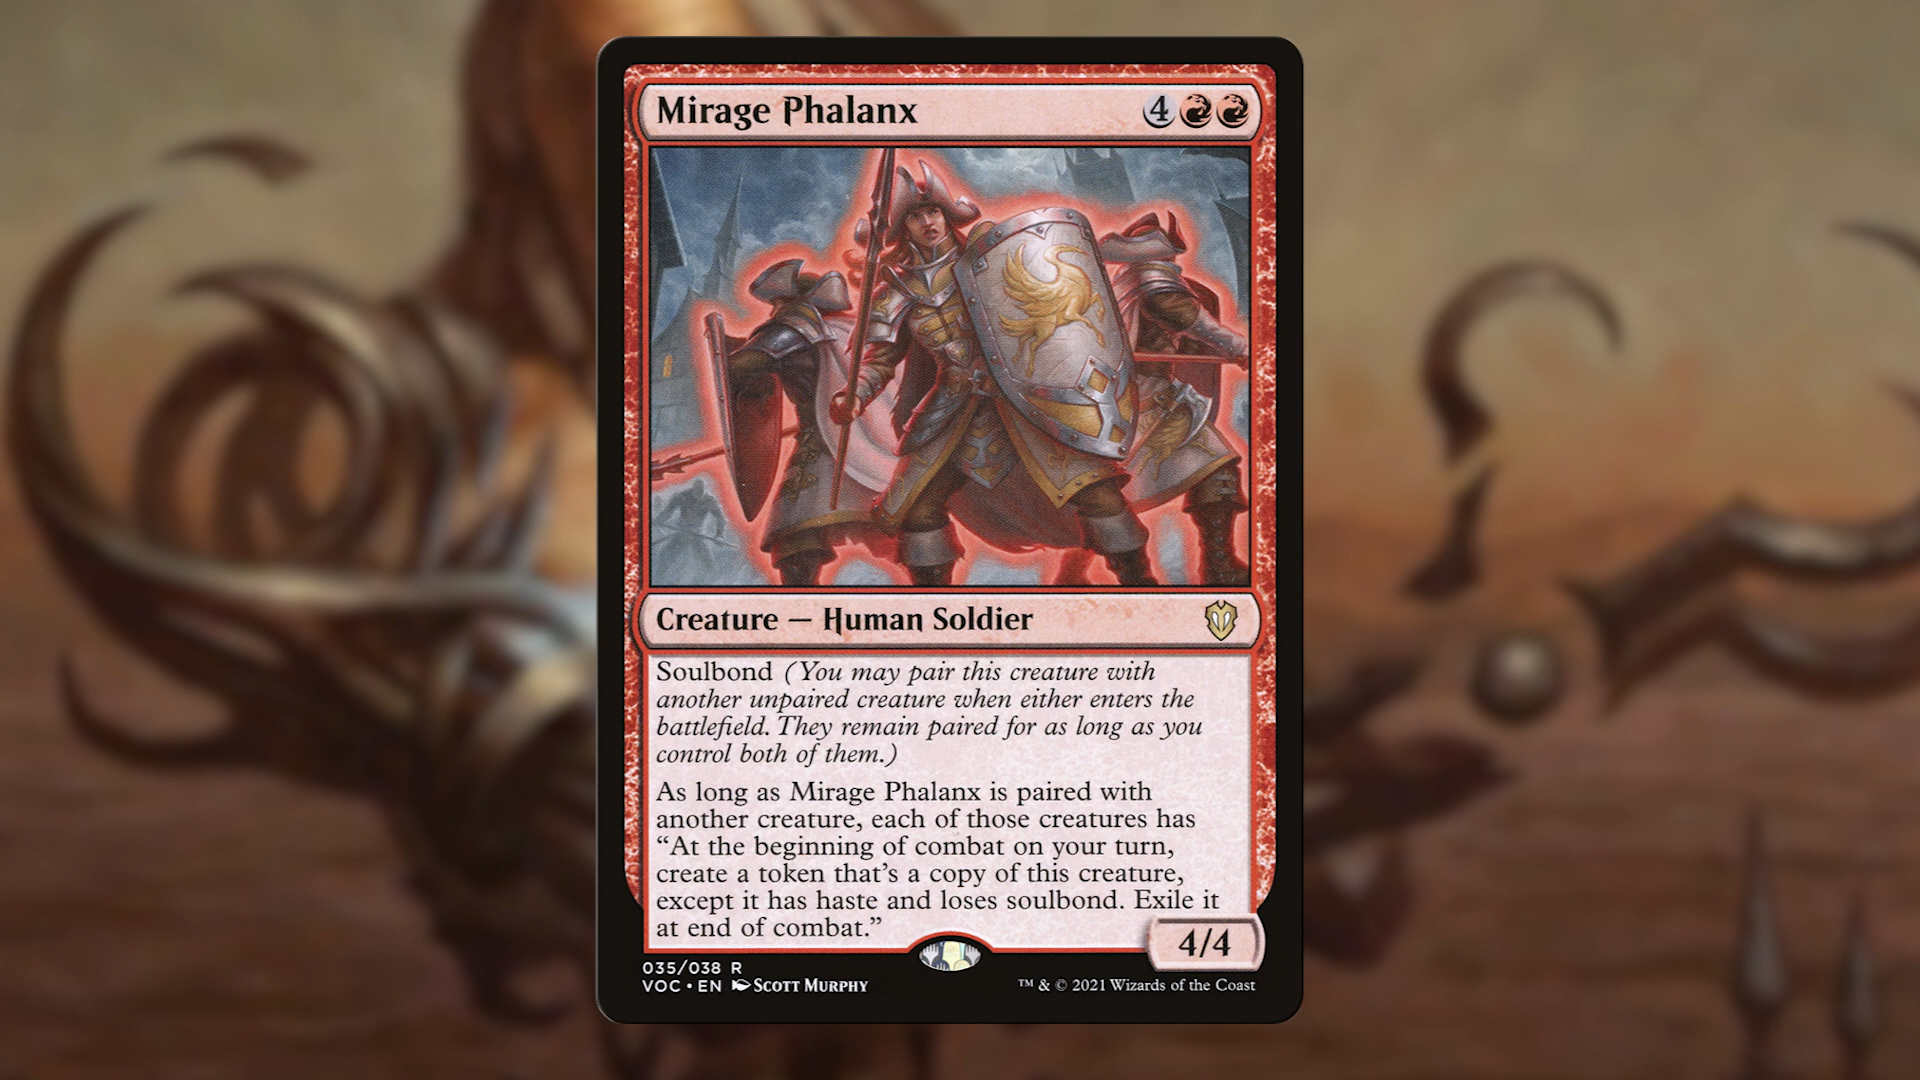 Mirage Phalanx
4
Creature — Human Soldier
Soulbond (You may pair this creature with
another unpaired creature when either enters the
battlefield. They remain paired for as long as you
control both of them.)
As long as Mirage Phalanx is paired with
another creature, each of those creatures has
“At the beginning of combat on your turn,
create a token that’s a copy of this creature,
except it has haste and loses soulbond. Exile it
at end of combat.”
4/4
035/038 R
VOC • EN Scott Murphy
™ & © 2021 Wizards of the Coast